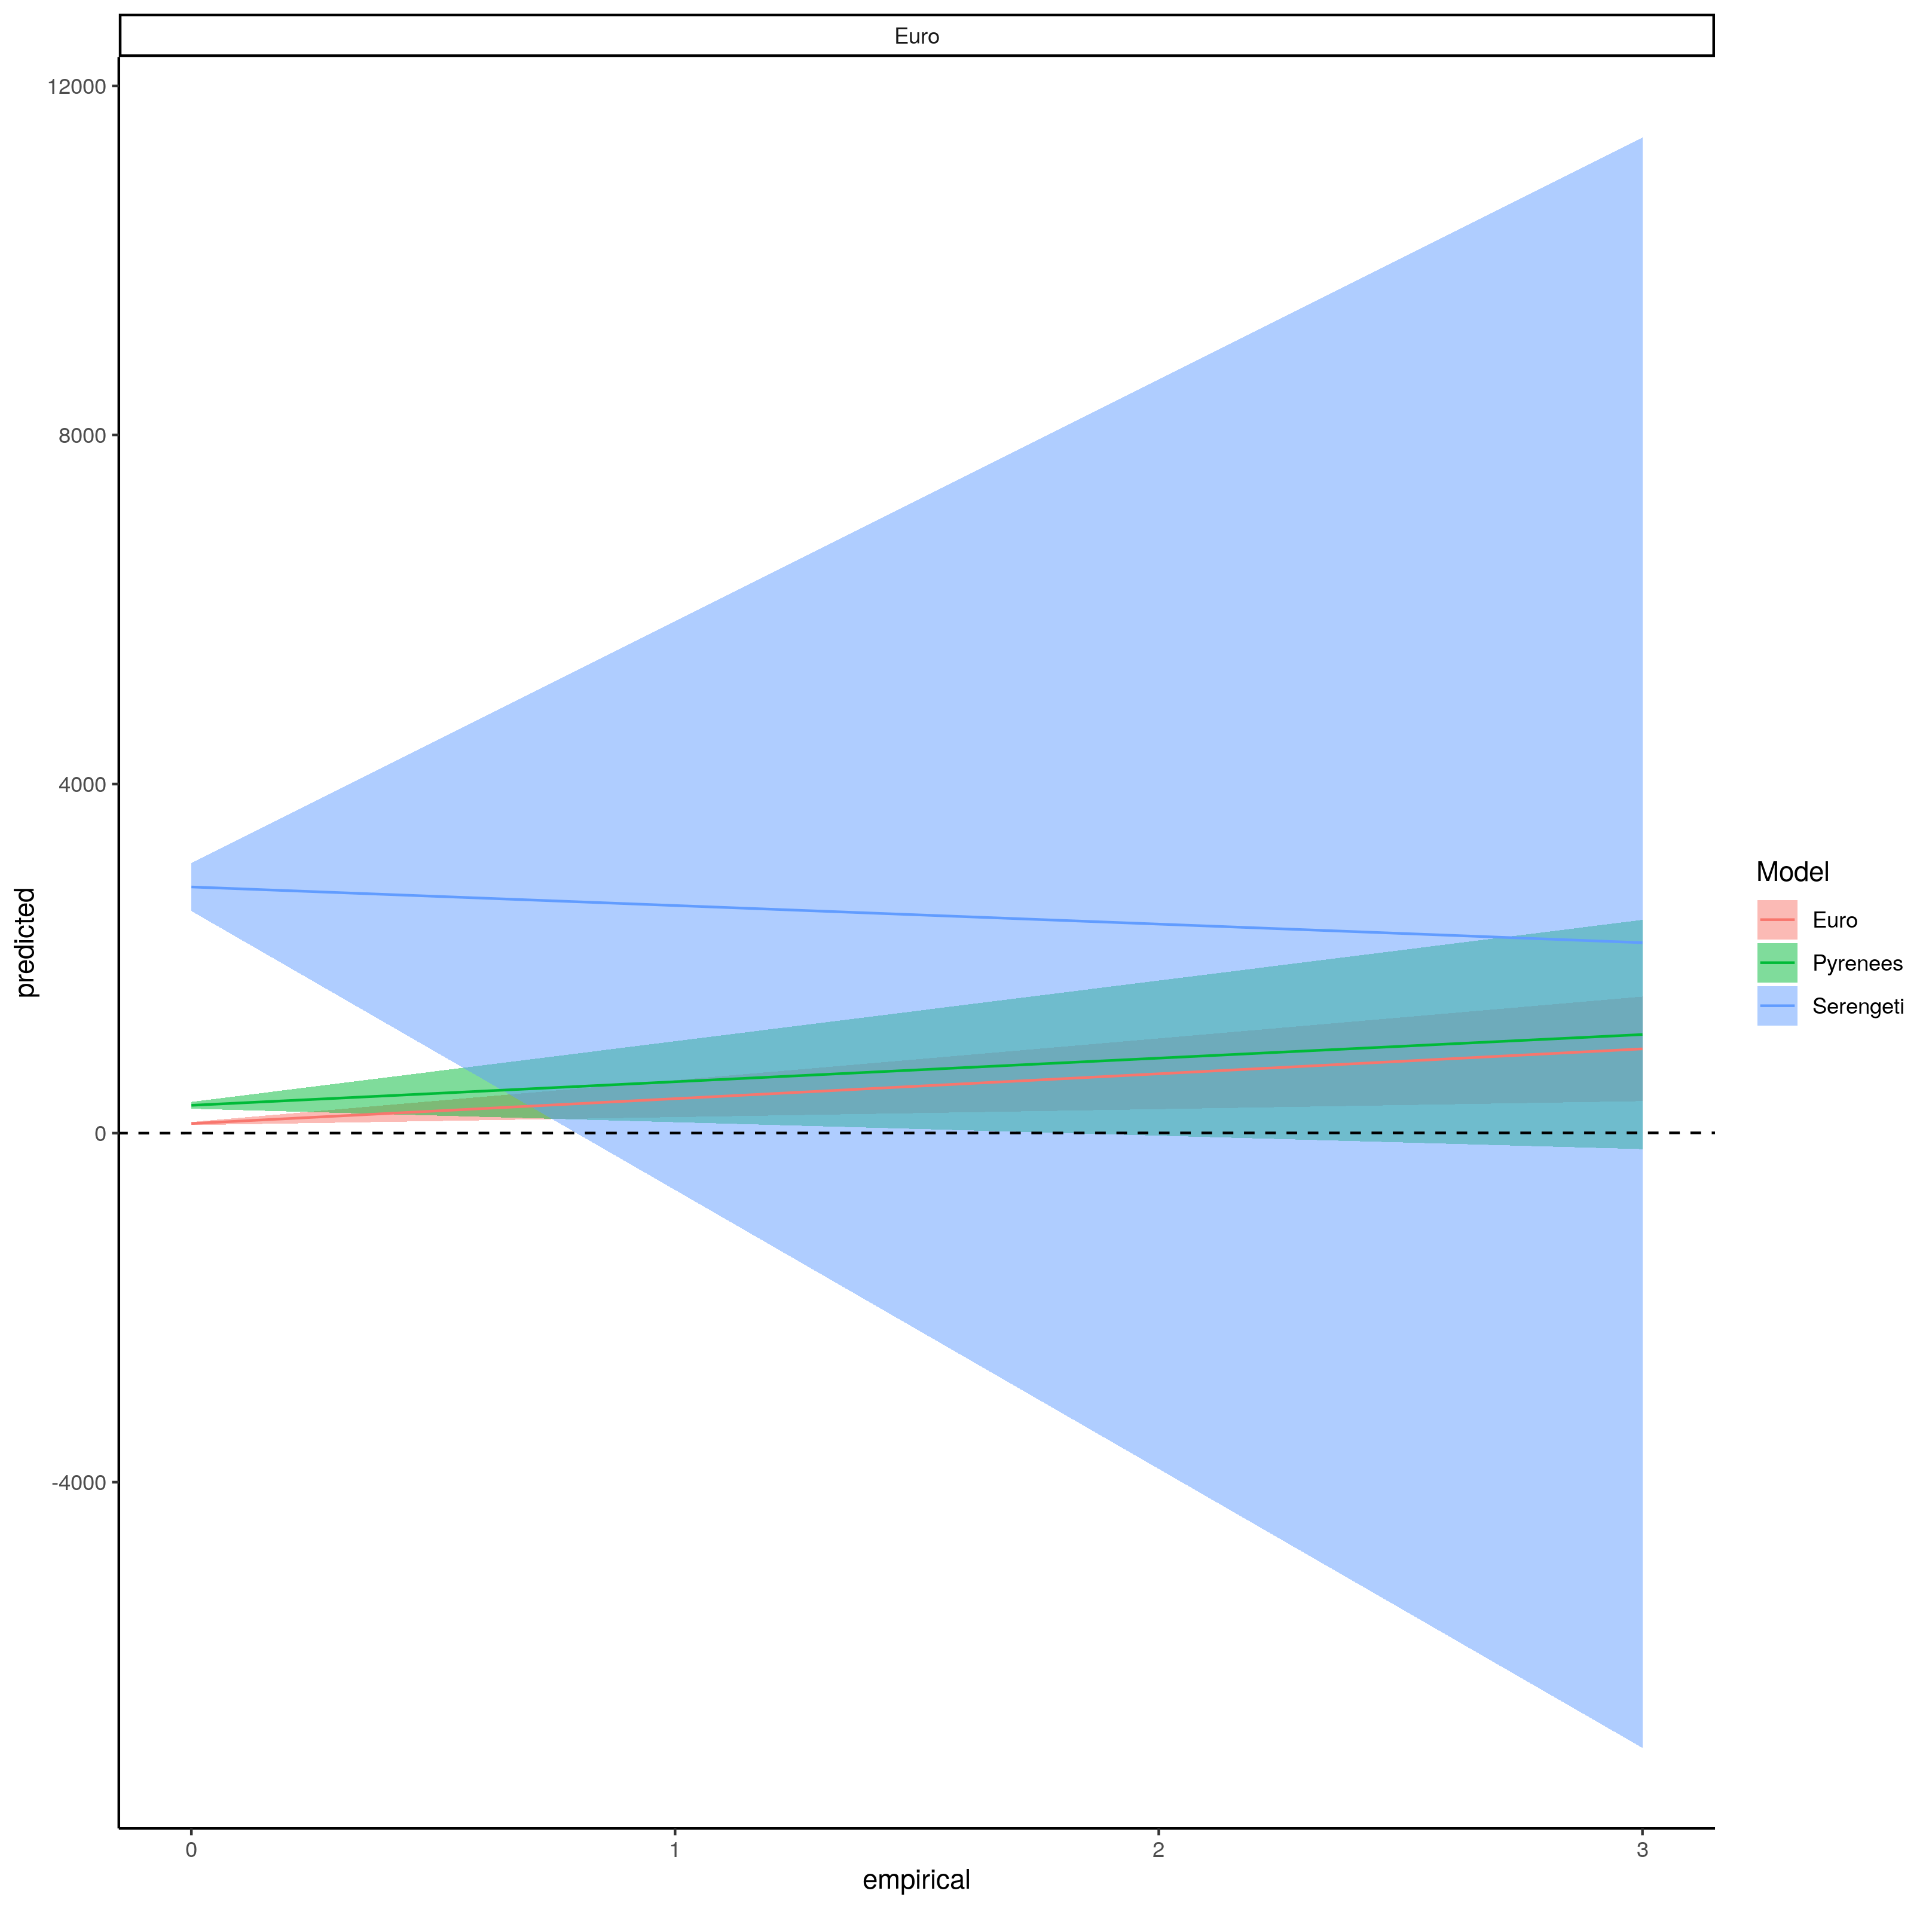 Euro
12000
8000
4000
0
-4000
predicted
0 1 2 3
empirical
Model
Euro
Pyrenees
Serengeti